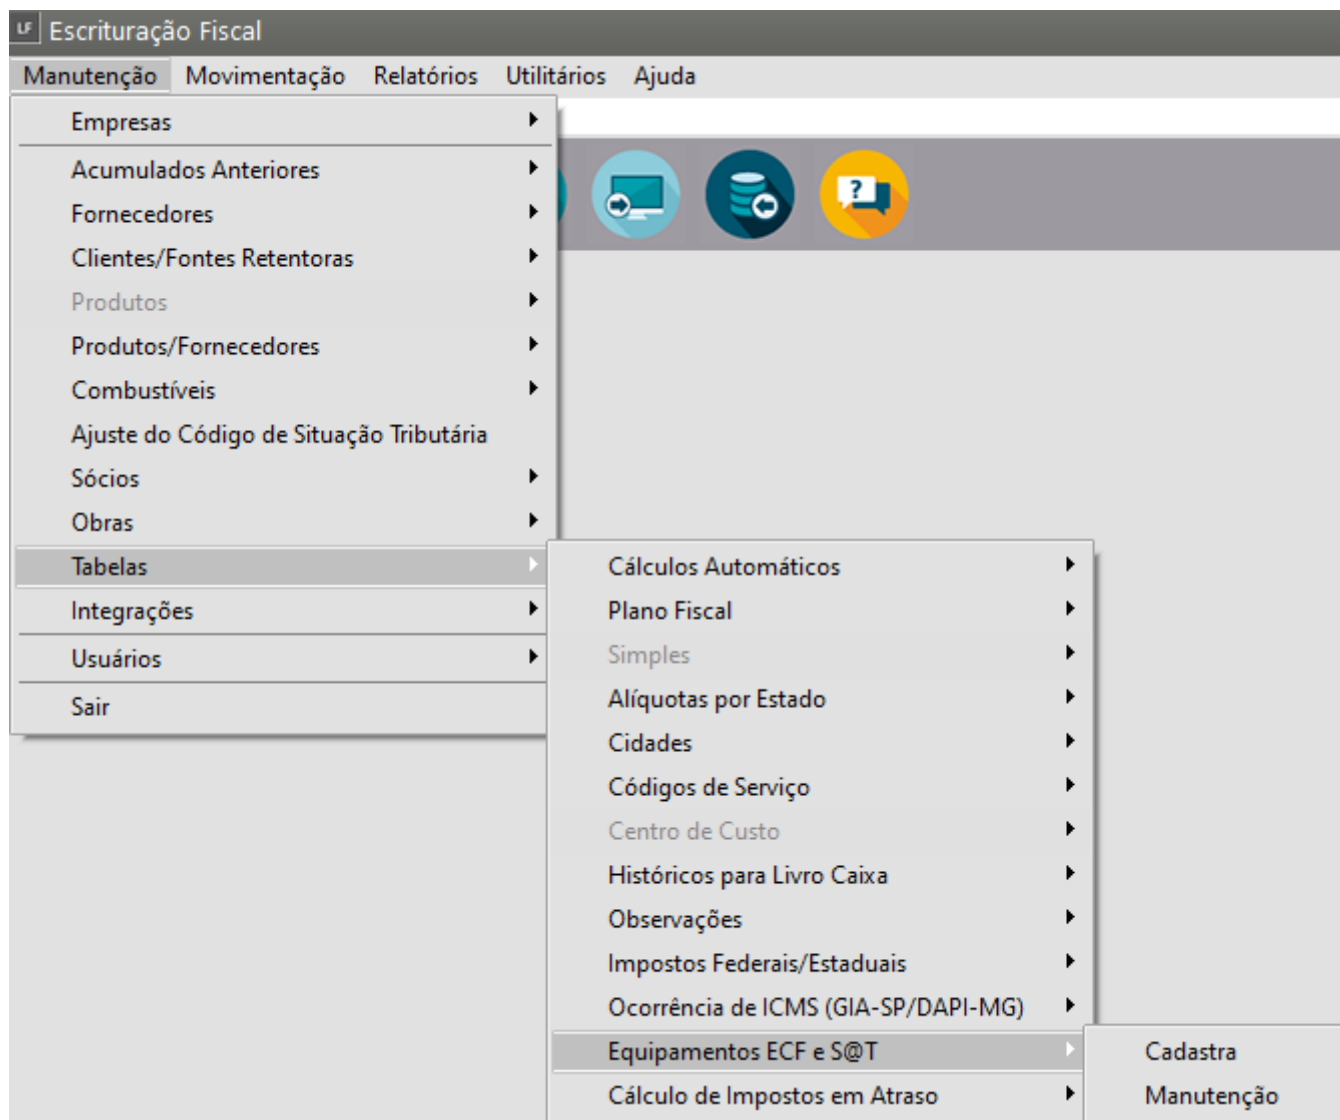 LF Escrituração Fiscal
Manutenção Movimentação Relatórios Utilitários Ajuda
Empresas
Acumulados Anteriores
Fornecedores
Clientes/Fontes Retentoras
Produtos
Produtos/Fornecedores
Combustíveis
Ajuste do Código de Situação Tributária
Sócios
Obras
Tabelas
Integrações
Usuários
Sair
?
Cálculos Automáticos
Plano Fiscal
Simples
Alíquotas por Estado
Cidades
Códigos de Serviço
Centro de Custo
Históricos para Livro Caixa
Observações
Impostos Federais/Estaduais
Ocorrência de ICMS (GIA-SP/DAPI-MG)
Equipamentos ECF e S@T
Cálculo de Impostos em Atraso
Cadastra
Manutenção